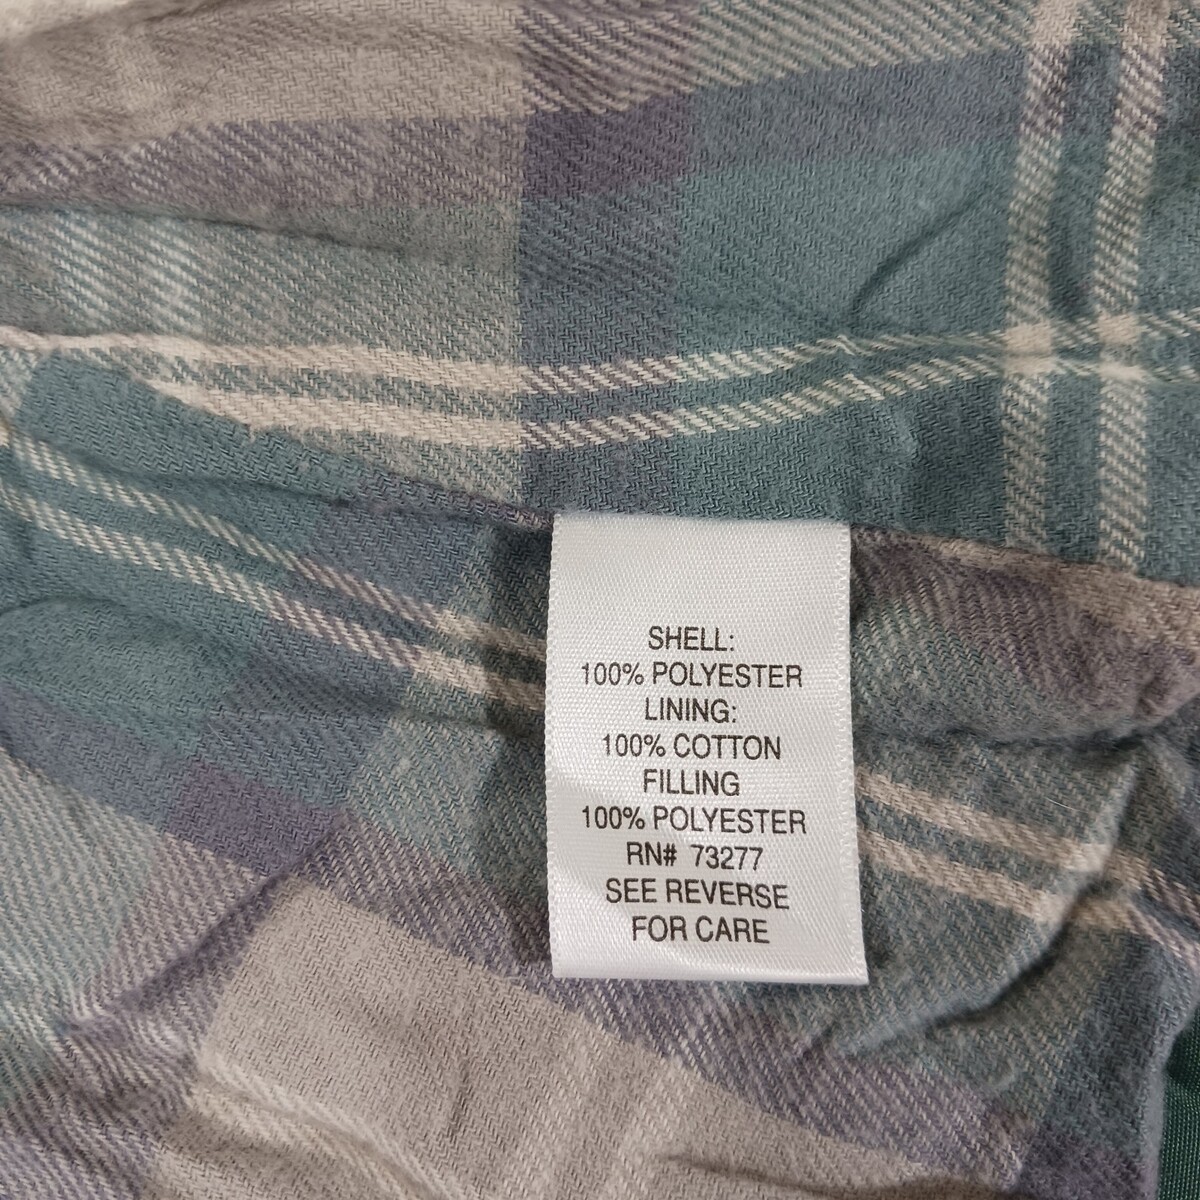 SHELL:
100% POLYESTER
LINING:
100% COTTON
FILLING
100% POLYESTER
RN# 73277
SEE REVERSE
FOR CARE